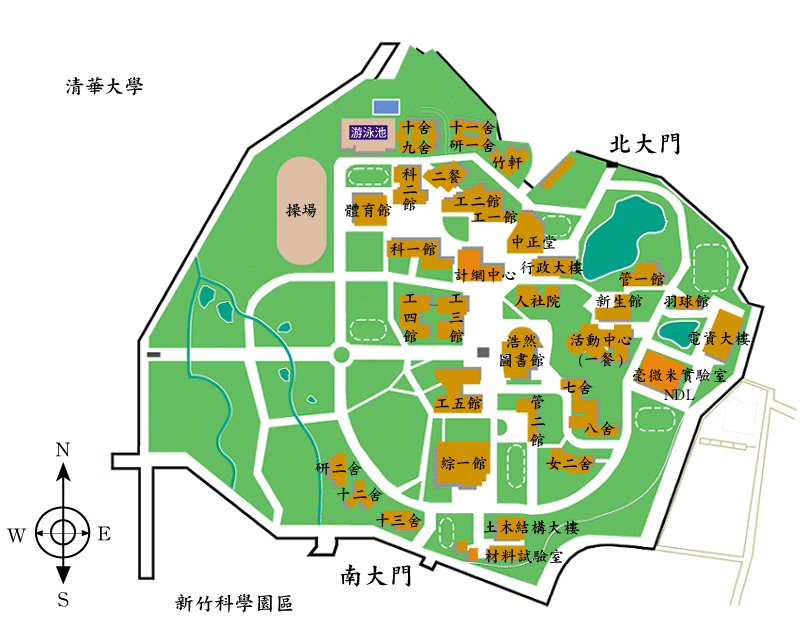 清華大學
北大門
游泳池
十舍
九舍
十一舍
研一舍
竹軒
科二館
二餐
操場
體育館
工二館
工一館
中正堂
科一館
計網中心
行政大樓
管一館
人社院
新生館
羽球館
工四館
工三館
浩然
圖書館
活動中心
(一餐)
電資大樓
毫微米實驗室
NDL
七舍
八舍
工五館
管二館
綜一館
女二舍
研二舍
十二舍
十三舍
土木結構大樓
材料試驗室
南大門
新竹科學園區
N
W
E
S